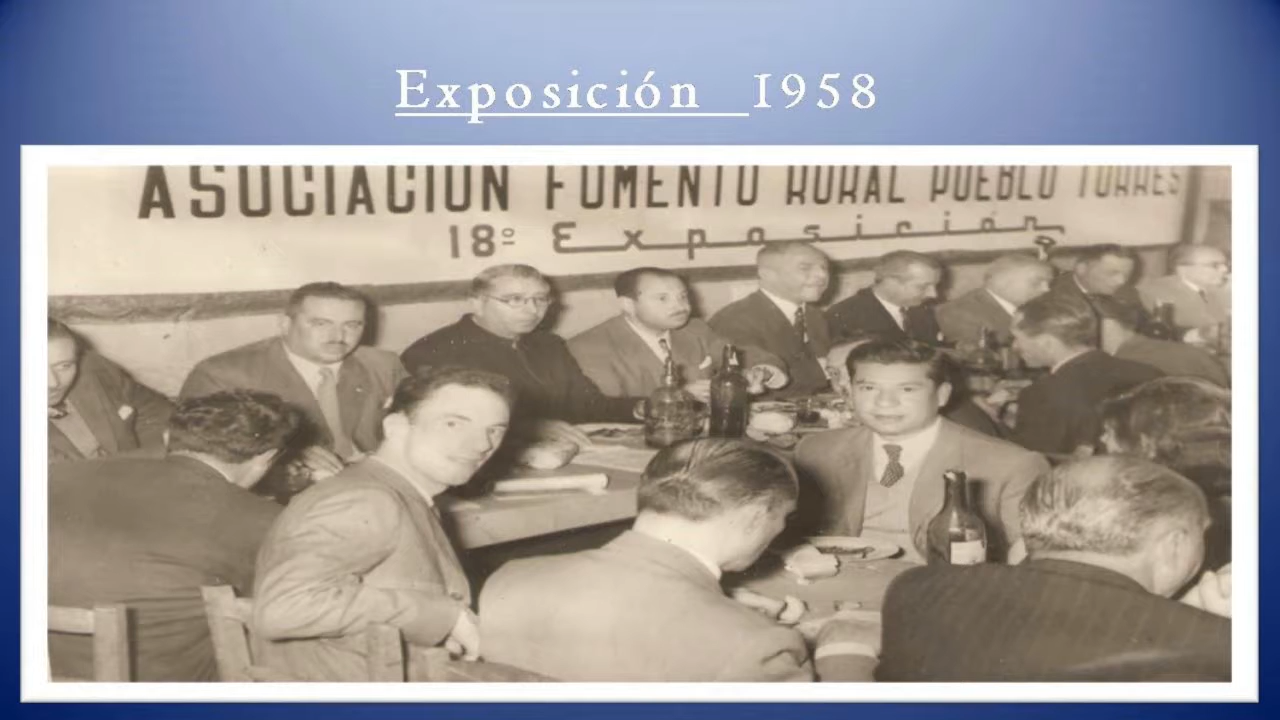 Exposición 1958
ASOCIACION FOMENTO RURAL PUEBLO TORRES
18º Exposición